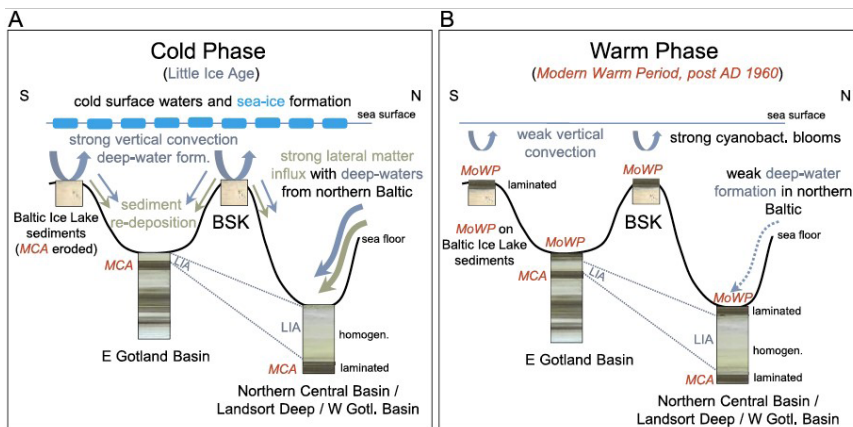 A
Cold Phase
(Little Ice Age)
S
N
cold surface waters and sea-ice formation
sea surface
strong vertical convection
deep-water form.
strong lateral matter
influx with deep-waters
from northern Baltic
sediment
re-deposition
Baltic Ice Lake
sediments
(MCA eroded)
BSK
sea floor
MCA
LIA
E Gotland Basin
LIA
homogen.
MCA
laminated
Northern Central Basin /
Landsort Deep / W Gotl. Basin
B
Warm Phase
(Modern Warm Period, post AD 1960)
S
N
sea surface
weak vertical
convection
strong cyanobact. blooms
MoWP
laminated
MoWP
weak deep-water
formation in northern
Baltic
BSK
MoWP on
Baltic Ice Lake
sediments
MoWP
sea floor
MCA
LIA
MoWP
laminated
E Gotland Basin
LIA
homogen.
MCA
laminated
Northern Central Basin /
Landsort Deep / W Gotl. Basin